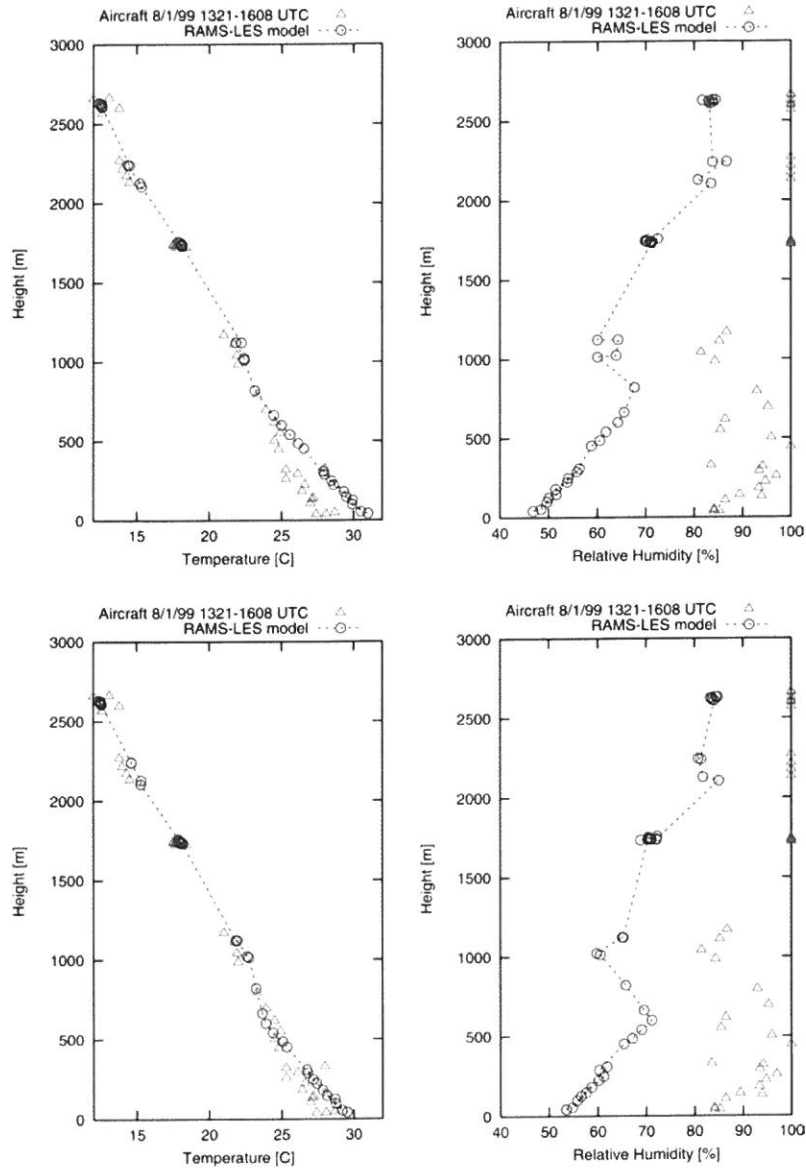 Aircraft 8/1/99 1321-1608 UTC
RAMS-LES model
3000
2500
2000
1500
1000
500
0
Height [m]
15 20 25 30
Temperature [C]
Aircraft 8/1/99 1321-1608 UTC
RAMS-LES model
3000
2500
2000
1500
1000
500
0
Height [m]
40 50 60 70 80 90 100
Relative Humidity [%]
Aircraft 8/1/99 1321-1608 UTC
RAMS-LES model
3000
2500
2000
1500
1000
500
0
Height [m]
15 20 25 30
Temperature [C]
Aircraft 8/1/99 1321-1608 UTC
RAMS-LES model
3000
2500
2000
1500
1000
500
0
Height [m]
40 50 60 70 80 90 100
Relative Humidity [%]